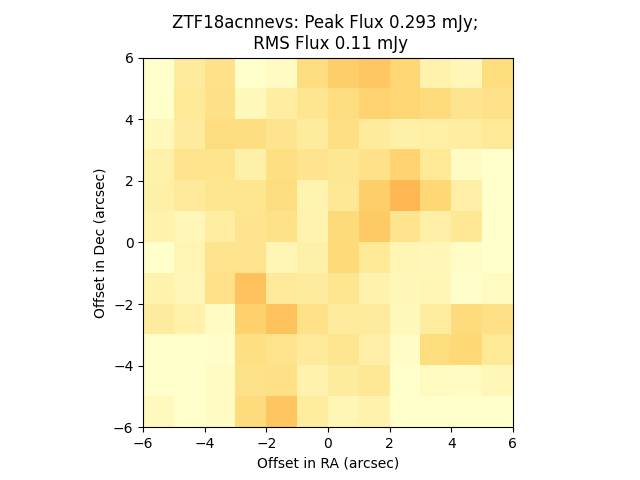 ZTF18acnnevs: Peak Flux 0.293 mJy;
RMS Flux 0.11 mJy
6
4
2
0
−2
−4
−6
Offset in Dec (arcsec)
−6 −4 −2 0 2 4 6
Offset in RA (arcsec)